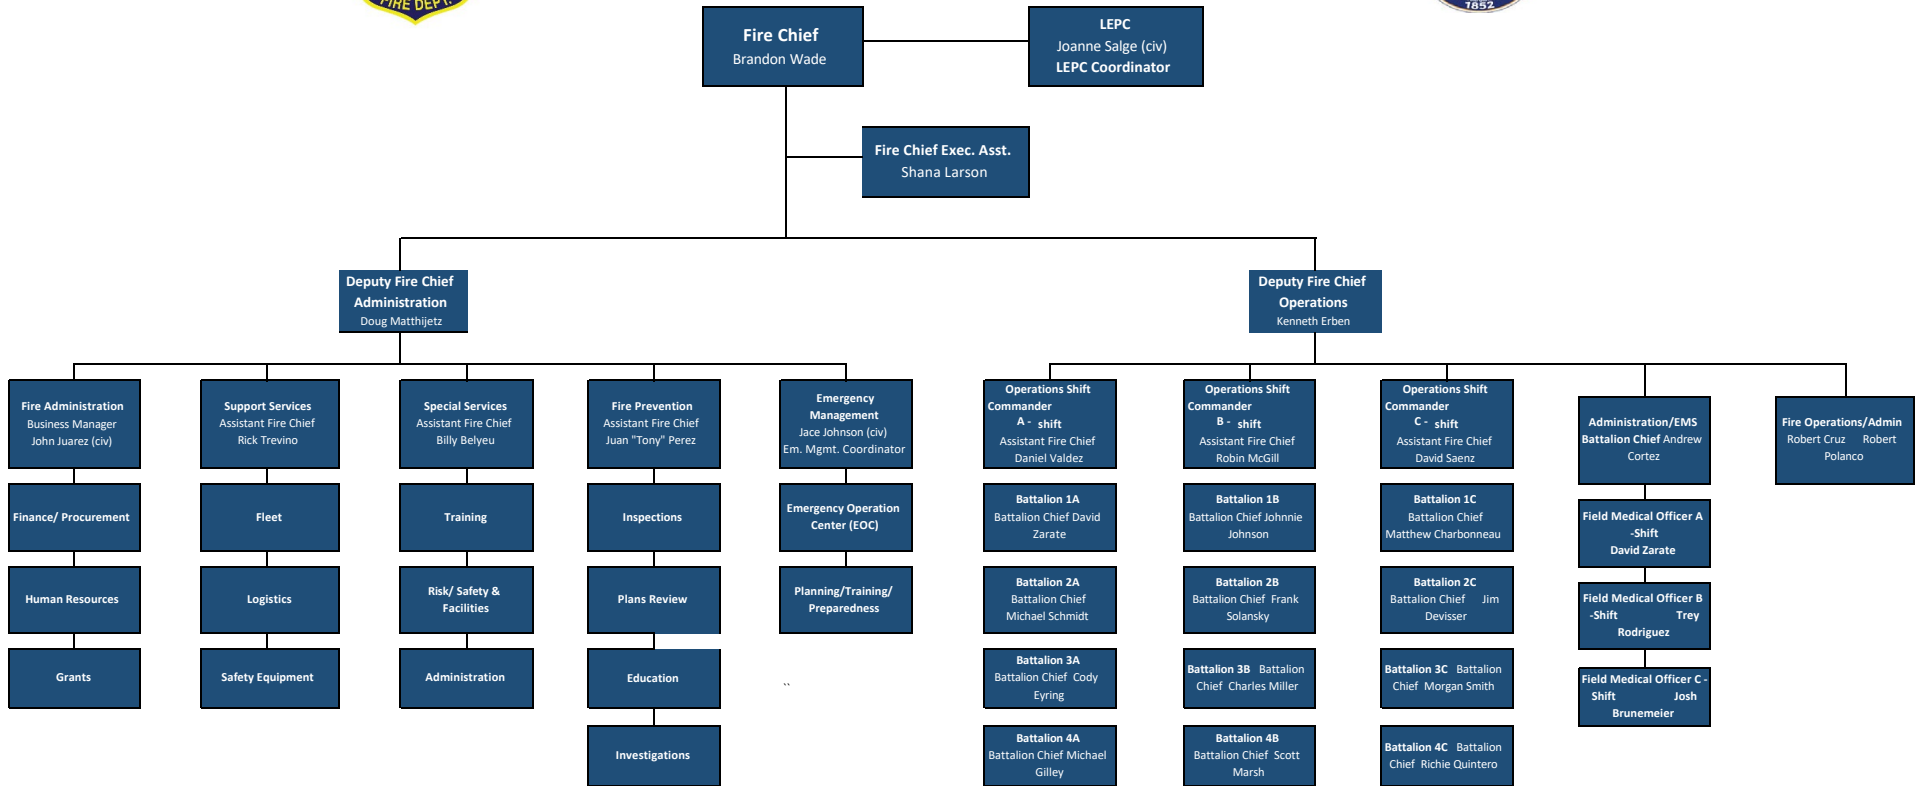 FIRE DEPT.
1852
Fire Chief
Brandon Wade
LEPC
Joanne Salge (civ)
LEPC Coordinator
Fire Chief Exec. Asst.
Shana Larson
Deputy Fire Chief
Administration
Doug Matthijetz
Deputy Fire Chief
Operations
Kenneth Erben
Fire Administration
Business Manager
John Juarez (civ)
Finance/ Procurement
Human Resources
Grants
Support Services
Assistant Fire Chief
Rick Trevino
Fleet
Logistics
Safety Equipment
Special Services
Assistant Fire Chief
Billy Belyeu
Training
Risk/ Safety &
Facilities
Administration
Fire Prevention
Assistant Fire Chief
Juan "Tony" Perez
Inspections
Plans Review
Education
Investigations
Emergency
Management
Jace Johnson (civ)
Em. Mgmt. Coordinator
Emergency Operation
Center (EOC)
Planning/Training/
Preparedness
``
Operations Shift
Commander
A - shift
Assistant Fire Chief
Daniel Valdez
Battalion 1A
Battalion Chief David
Zarate
Battalion 2A
Battalion Chief
Michael Schmidt
Battalion 3A
Battalion Chief Cody
Eyring
Battalion 4A
Battalion Chief Michael
Gilley
Operations Shift
Commander
B - shift
Assistant Fire Chief
Robin McGill
Battalion 1B
Battalion Chief Johnnie
Johnson
Battalion 2B
Battalion Chief Frank
Solansky
Battalion 3B Battalion
Chief Charles Miller
Battalion 4B
Battalion Chief Scott
Marsh
Operations Shift
Commander
C - shift
Assistant Fire Chief
David Saenz
Battalion 1C
Battalion Chief
Matthew Charbonneau
Battalion 2C
Battalion Chief Jim
Devisser
Battalion 3C Battalion
Chief Morgan Smith
Battalion 4C Battalion
Chief Richie Quintero
Administration/EMS
Battalion Chief Andrew
Cortez
Field Medical Officer A
-Shift
David Zarate
Field Medical Officer B
-Shift Trey
Rodriguez
Field Medical Officer C -
Shift Josh
Brunemeier
Fire Operations/Admin
Robert Cruz Robert
Polanco